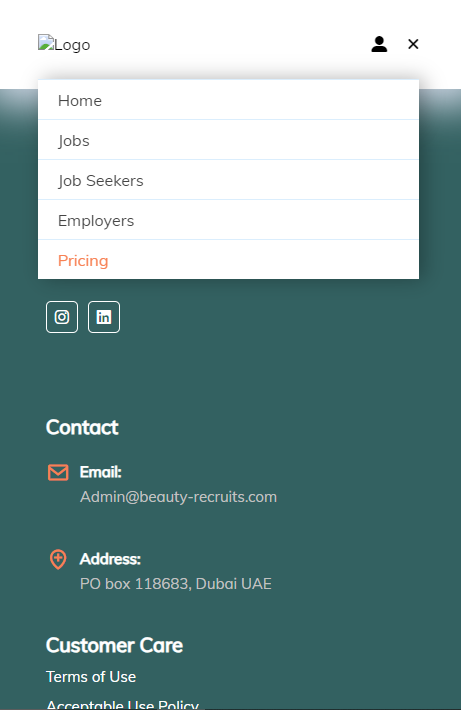 Logo
Home
Jobs
Job Seekers
Employers
Pricing
Contact
Email:
Admin@beauty-recruits.com
Address:
PO box 118683, Dubai UAE
Customer Care
Terms of Use
Acceptable Use Policy